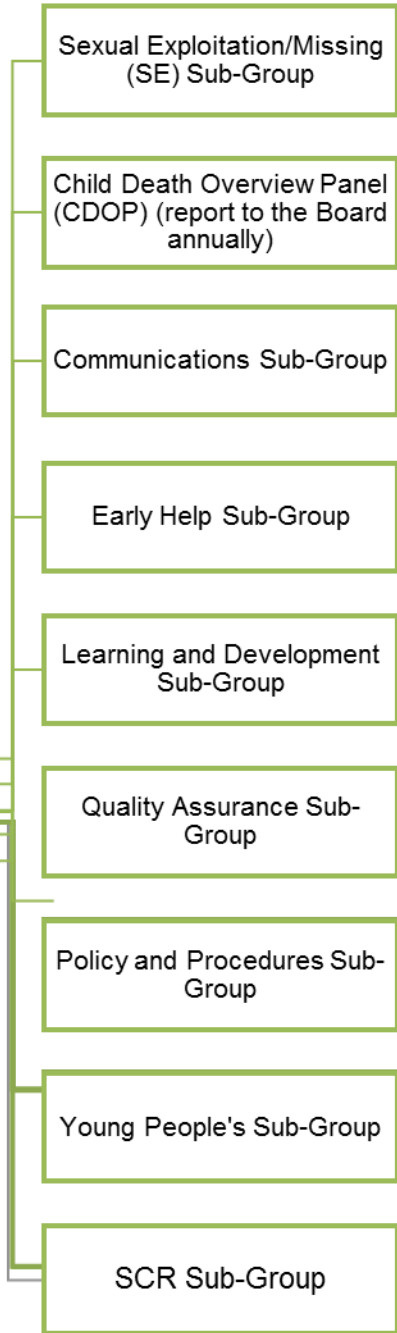 Sexual Exploitation/Missing
(SE) Sub-Group
Child Death Overview Panel
(CDOP) (report to the Board
annually)
Communications Sub-Group
Early Help Sub-Group
Learning and Development
Sub-Group
Quality Assurance Sub-
Group
Policy and Procedures Sub-
Group
Young People's Sub-Group
SCR Sub-Group